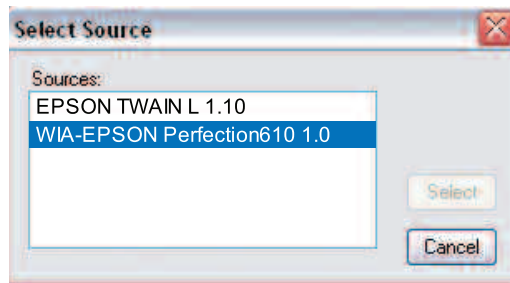 Select Source
Sources:
EPSON TWAIN L 1.10
WIA-EPSON Perfection610 1.0
Select
Cancel